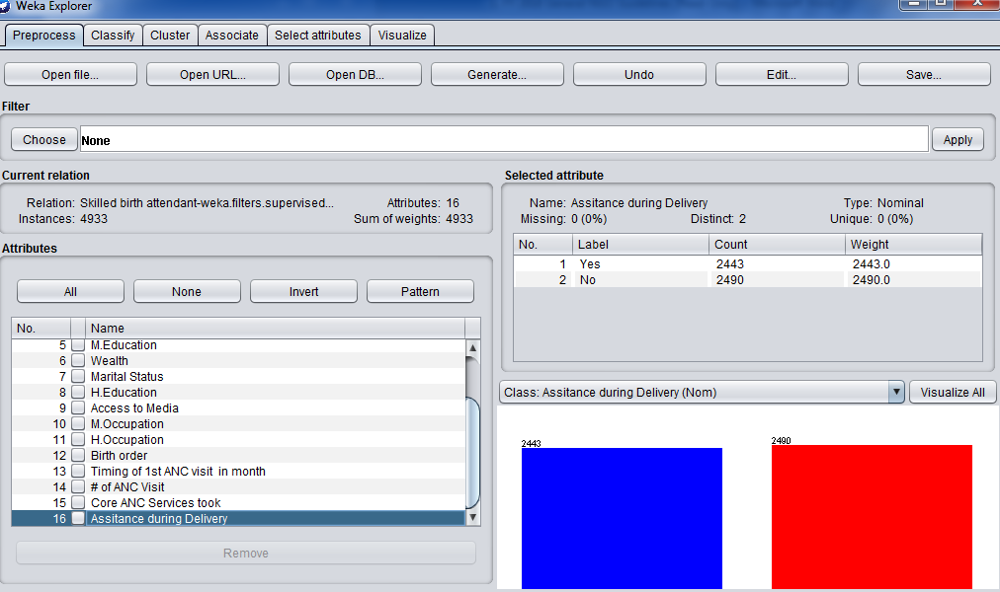 Weka Explorer
Preprocess Classify Cluster Associate Select attributes Visualize
Open file... Open URL... Open DB... Generate... Undo Edit... Save...
Filter
Choose None Apply
Current relation
Relation: Skilled birth attendant-weka.filters.supervised... Attributes: 16
Instances: 4933 Sum of weights: 4933
Attributes
All None Invert Pattern
No. Name
5 M.Education
6 Wealth
7 Marital Status
8 H.Education
9 Access to Media
10 M.Occupation
11 H.Occupation
12 Birth order
13 Timing of 1st ANC visit in month
14 # of ANC Visit
15 Core ANC Services took
16 Assitance during Delivery
Remove
Selected attribute
Name: Assitance during Delivery Type: Nominal
Missing: 0 (0%) Distinct: 2 Unique: 0 (0%)
No. Label Count Weight
1 Yes 2443 2443.0
2 No 2490 2490.0
Class: Assitance during Delivery (Nom) Visualize All
2443 2490